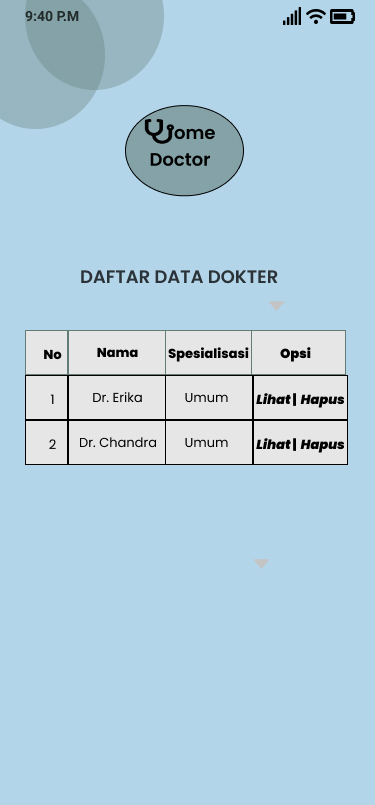 9:40 P.M
ome
Doctor
DAFTAR DATA DOKTER
No Nama Spesialisasi Opsi
1 Dr. Erika Umum Lihat| Hapus
2 Dr. Chandra Umum Lihat| Hapus